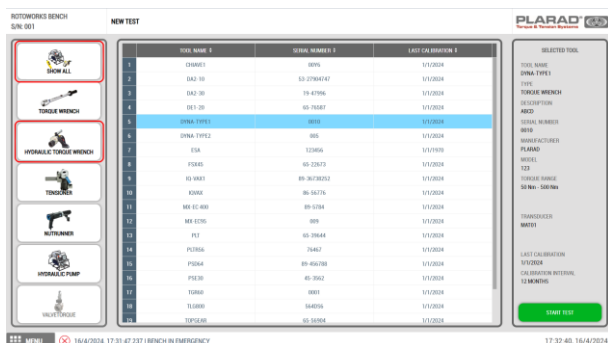 ROTOWORKS BENCH
S/N: 001
NEW TEST
PLARAD
Torque & Tension Systems
SHOW ALL
TORQUE WRENCH
HYDRAULIC TORQUE WRENCH
TENSIONER
NUTRUNNER
HYDRAULIC PUMP
VALVETORQUE
TOOL NAME SERIAL NUMBER LAST CALIBRATION
1 CHIAVE1 0095 1/1/2024
2 DA2-10 53-27904747 1/1/2024
3 DA2-30 19-47996 1/1/2024
4 DE1-20 65-76587 1/1/2024
5 DYNA-TYPE1 0010 1/1/2024
6 DYNA-TYPE2 005 1/1/2024
7 ESA 123456 1/1/1970
8 FSX45 65-22673 1/1/2024
9 89-36738252 1/1/2024
10 86-56776 1/1/2024
11 MX-EC-400 89-5784 1/1/2024
12 MX-EC95 009 1/1/2024
13 PLT 65-39644 1/1/2024
14 76467 1/1/2024
15 PSD64 89-456788 1/1/2024
16 PSE30 45-3562 1/1/2024
17 TGR60 0001 1/1/2024
18 1/1/2024
19 TOPGEAR 65-56904 1/1/2024
SELECTED TOOL
TOOL NAME
DYNA-TYPE1
TYPE
TORQUE WRENCH
DESCRIPTION
ABCD
SERIAL NUMBER
0010
MANUFACTURER
PLARAD
MODEL
123
TORQUE RANGE
50 Nm - 500 Nm
TRANSDUCER
MAT01
LAST CALIBRATION
1/1/2024
CALIBRATION INTERVAL
12 MONTHS
START TEST
MENU
16/4/2024 17:31:47.237 | BENCH IN EMERGENCY
17:32:40, 16/4/2024